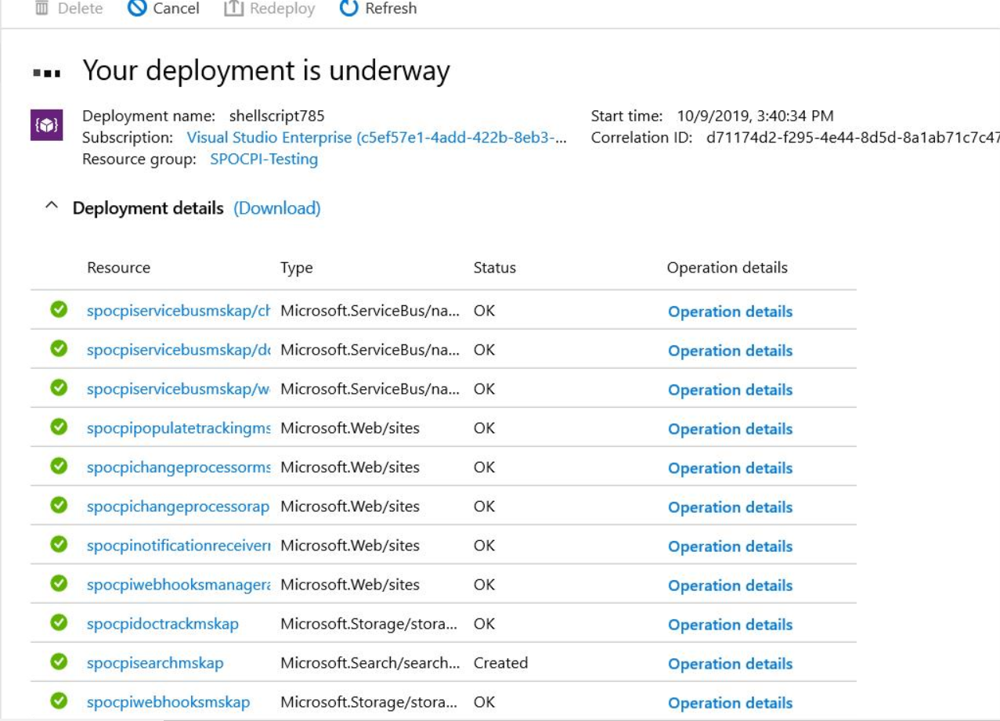 Delete Cancel Redeploy Refresh
Your deployment is underway
Deployment name: shellscript785
Start time: 10/9/2019, 3:40:34 PM
Subscription: Visual Studio Enterprise (c5ef57e1-4add-422b-8eb3-...
Correlation ID: d71174d2-f295-4e44-8d5d-8a1ab71c7c47
Resource group: SPOCPI-Testing
Deployment details (Download)
Resource Type Status Operation details
spocpiservicebusmskap/ch Microsoft.ServiceBus/na... OK Operation details
spocpiservicebusmskap/do Microsoft.ServiceBus/na... OK Operation details
spocpiservicebusmskap/w Microsoft.ServiceBus/na... OK Operation details
spocpipopulatetrackingms Microsoft.Web/sites OK Operation details
spocpichangeprocessorms Microsoft.Web/sites OK Operation details
spocpichangeprocessorap Microsoft.Web/sites OK Operation details
spocpinotificationreceiver Microsoft.Web/sites OK Operation details
spocpiwebhooksmanagera Microsoft.Web/sites OK Operation details
spocpidoctrackmskap Microsoft.Storage/stora... OK Operation details
spocpisearchmskap Microsoft.Search/search... Created Operation details
spocpiwebhooksmskap Microsoft.Storage/stora... OK Operation details